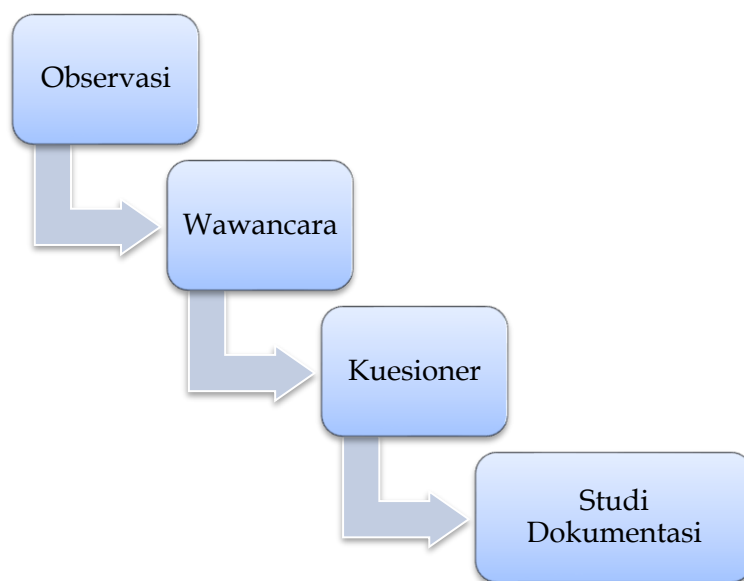 Observasi
Wawancara
Kuesioner
Studi
Dokumentasi